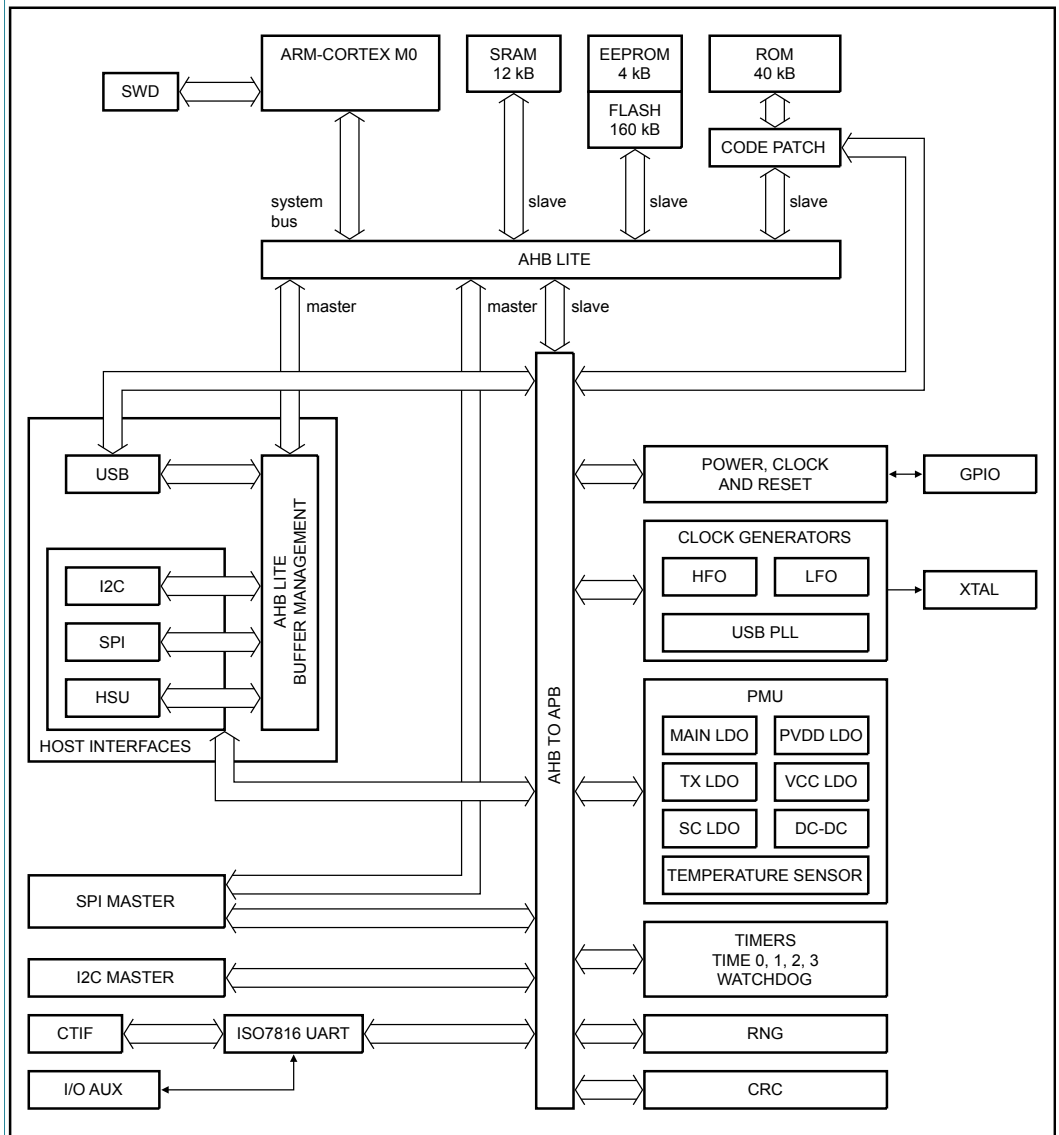 ARM-CORTEX M0
SRAM
12 kB
EEPROM
4 kB
ROM
40 kB
SWD
FLASH
160 kB
CODE PATCH
system
bus
slave
slave
slave
AHB LITE
master
master
slave
USB
AHB LITE
BUFFER MANAGEMENT
I2C
SPI
HSU
HOST INTERFACES
AHB TO APB
POWER, CLOCK
AND RESET
GPIO
CLOCK GENERATORS
HFO
LFO
USB PLL
XTAL
PMU
MAIN LDO
PVDD LDO
TX LDO
VCC LDO
SC LDO
DC-DC
TEMPERATURE SENSOR
SPI MASTER
I2C MASTER
TIMERS
TIME 0, 1, 2, 3
WATCHDOG
CTIF
ISO7816 UART
RNG
I/O AUX
CRC